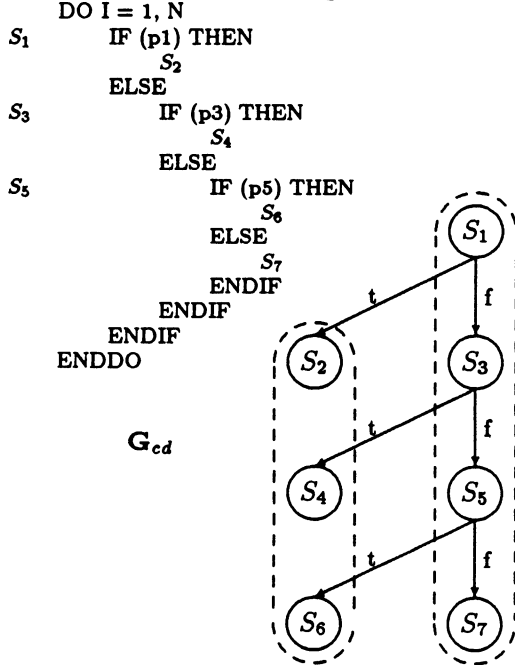 DO I = 1, N
S₁ IF (p1) THEN
S₂
ELSE
S₃ IF (p3) THEN
S₄
ELSE
S₅ IF (p5) THEN
S₆
ELSE
S₇
ENDIF
ENDIF
ENDIF
ENDDO
G_cd
S₁
t f
S₂ S₃
t f
S₄ S₅
t f
S₆ S₇